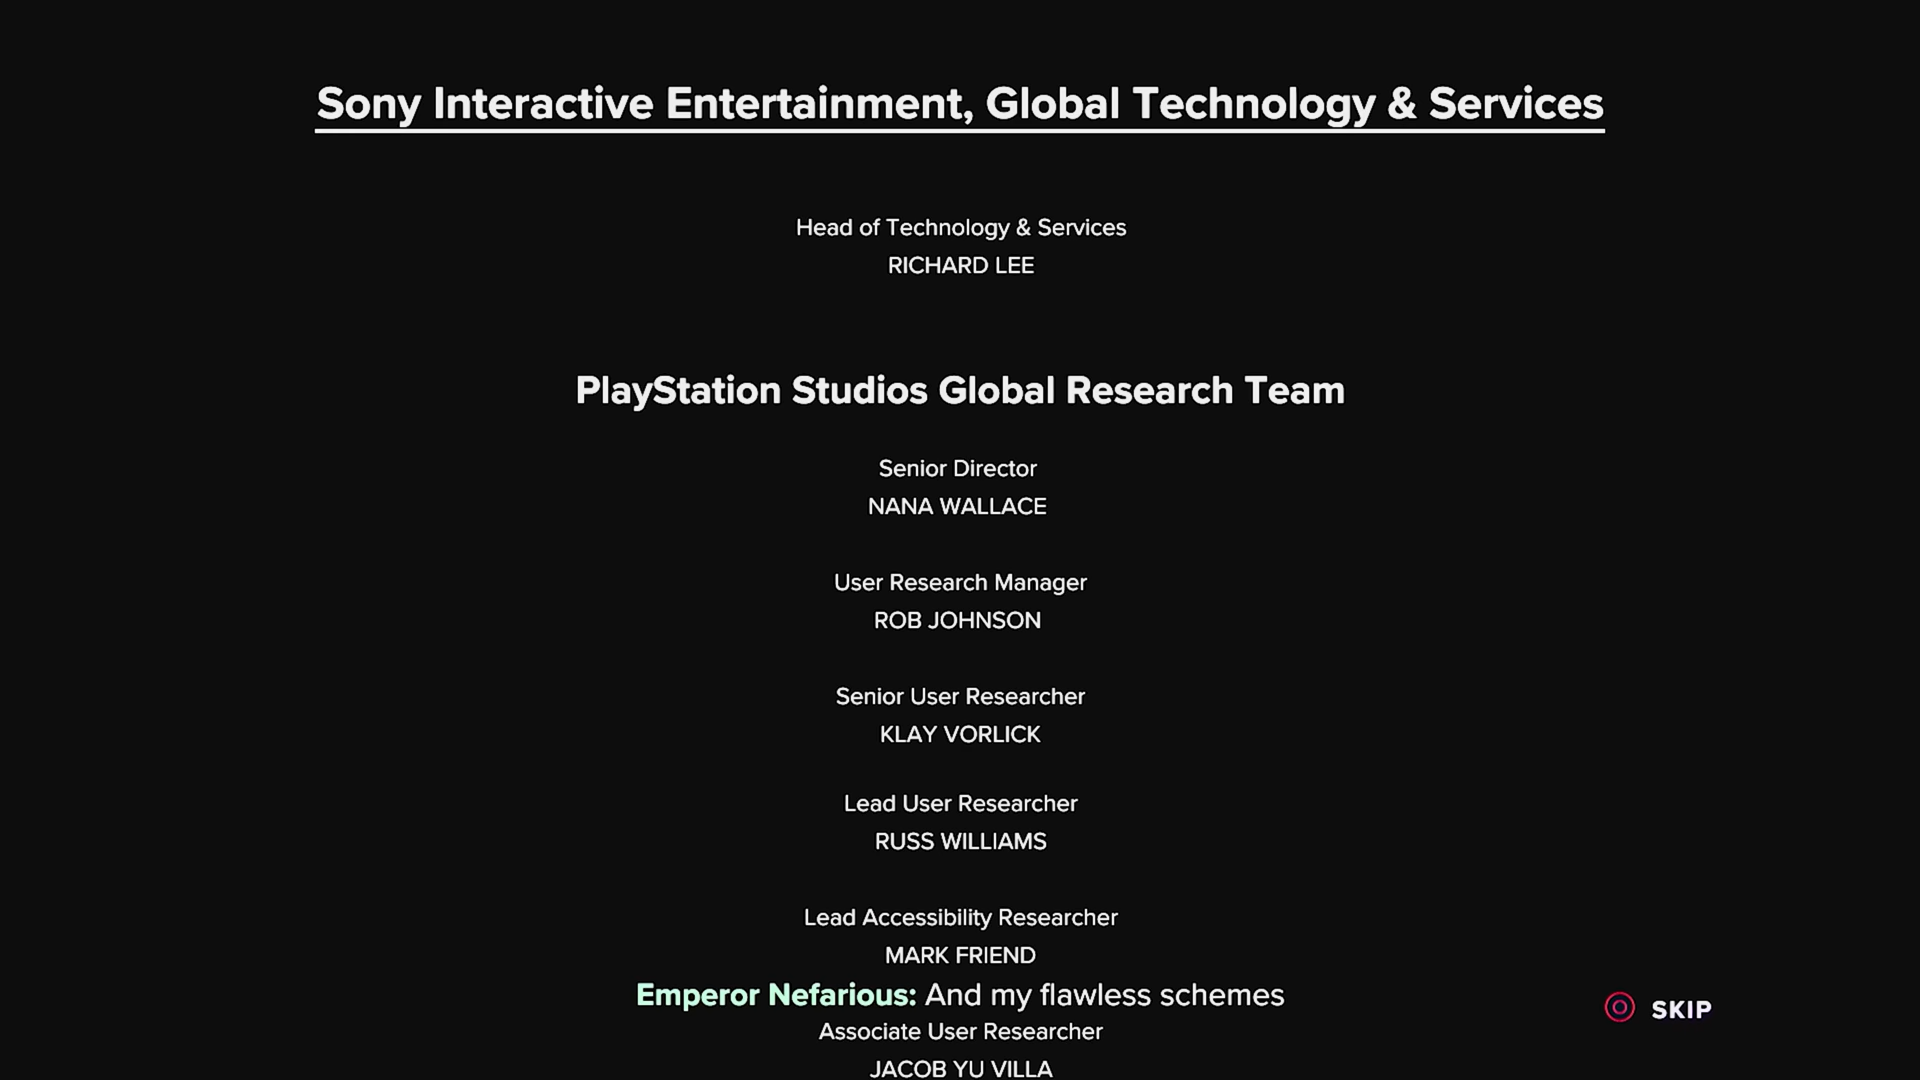 Sony Interactive Entertainment, Global Technology & Services
Head of Technology & Services
RICHARD LEE
PlayStation Studios Global Research Team
Senior Director
NANA WALLACE
User Research Manager
ROB JOHNSON
Senior User Researcher
KLAY VORLICK
Lead User Researcher
RUSS WILLIAMS
Lead Accessibility Researcher
MARK FRIEND
Emperor Nefarious: And my flawless schemes
SKIP
Associate User Researcher
JACOB YU VILLA